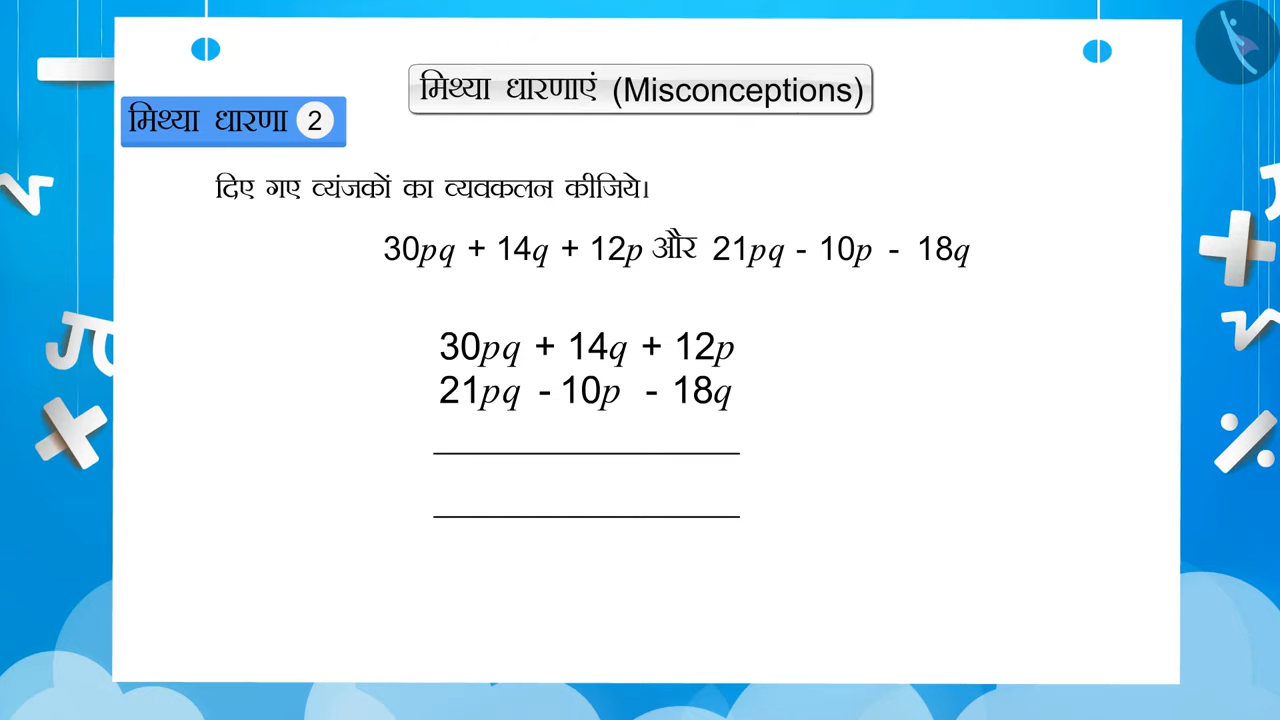 मिथ्या धारणाएं (Misconceptions)
मिथ्या धारणा 2
दिए गए व्यंजकों का व्यवकलन कीजिये।
30pq + 14q + 12p और 21pq - 10p - 18q
30pq + 14q + 12p
21pq - 10p - 18q